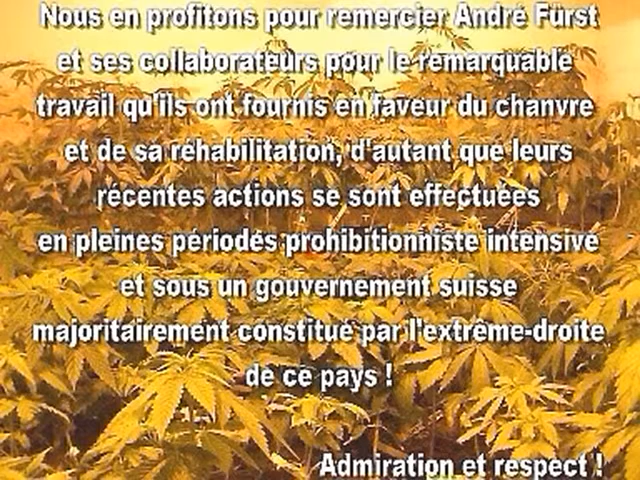 Nous en profitons pour remercier André Fürst
et ses collaborateurs pour le remarquable
travail qu'ils ont fournis en faveur du chanvre
et de sa réhabilitation, d'autant que leurs
récentes actions se sont effectuées
en pleines périodes prohibitionniste intensive
et sous un gouvernement suisse
majoritairement constitué par l'extrême-droite
de ce pays !
Admiration et respect !